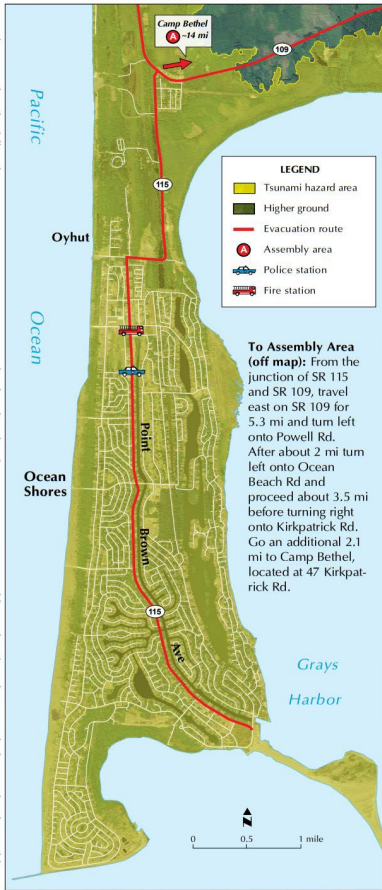 Camp Bethel
A ~14 mi
109
Pacific
115
LEGEND
Tsunami hazard area
Higher ground
Evacuation route
A Assembly area
Police station
Fire station
Oyhut
Ocean
To Assembly Area
(off map): From the
junction of SR 115
and SR 109, travel
east on SR 109 for
5.3 mi and turn left
onto Powell Rd.
After about 2 mi turn
left onto Ocean
Beach Rd and
proceed about 3.5 mi
before turning right
onto Kirkpatrick Rd.
Go an additional 2.1
mi to Camp Bethel,
located at 47 Kirkpat-
rick Rd.
Point
Ocean
Shores
Brown
115
Ave
Grays
Harbor
N
0 0.5 1 mile